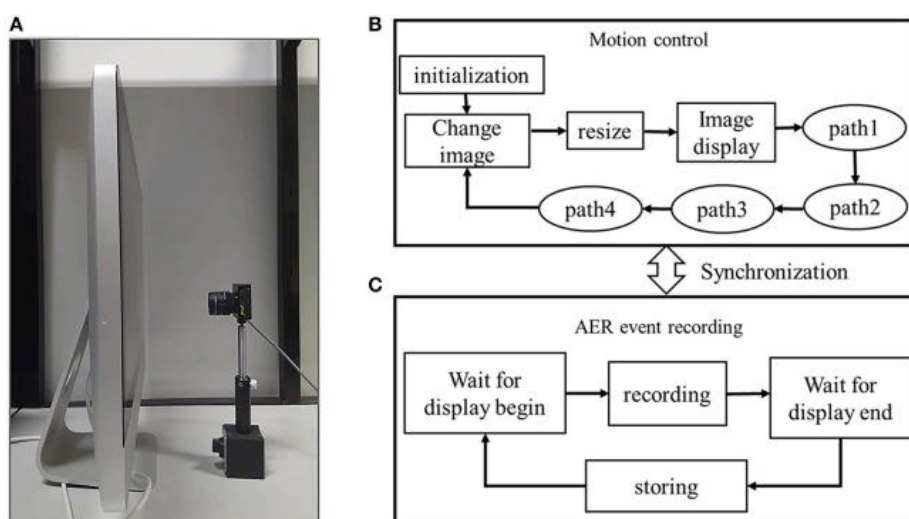 A
B
Motion control
initialization
Change
image
resize
Image
display
path1
path4
path3
path2
Synchronization
C
AER event recording
Wait for
display begin
recording
Wait for
display end
storing